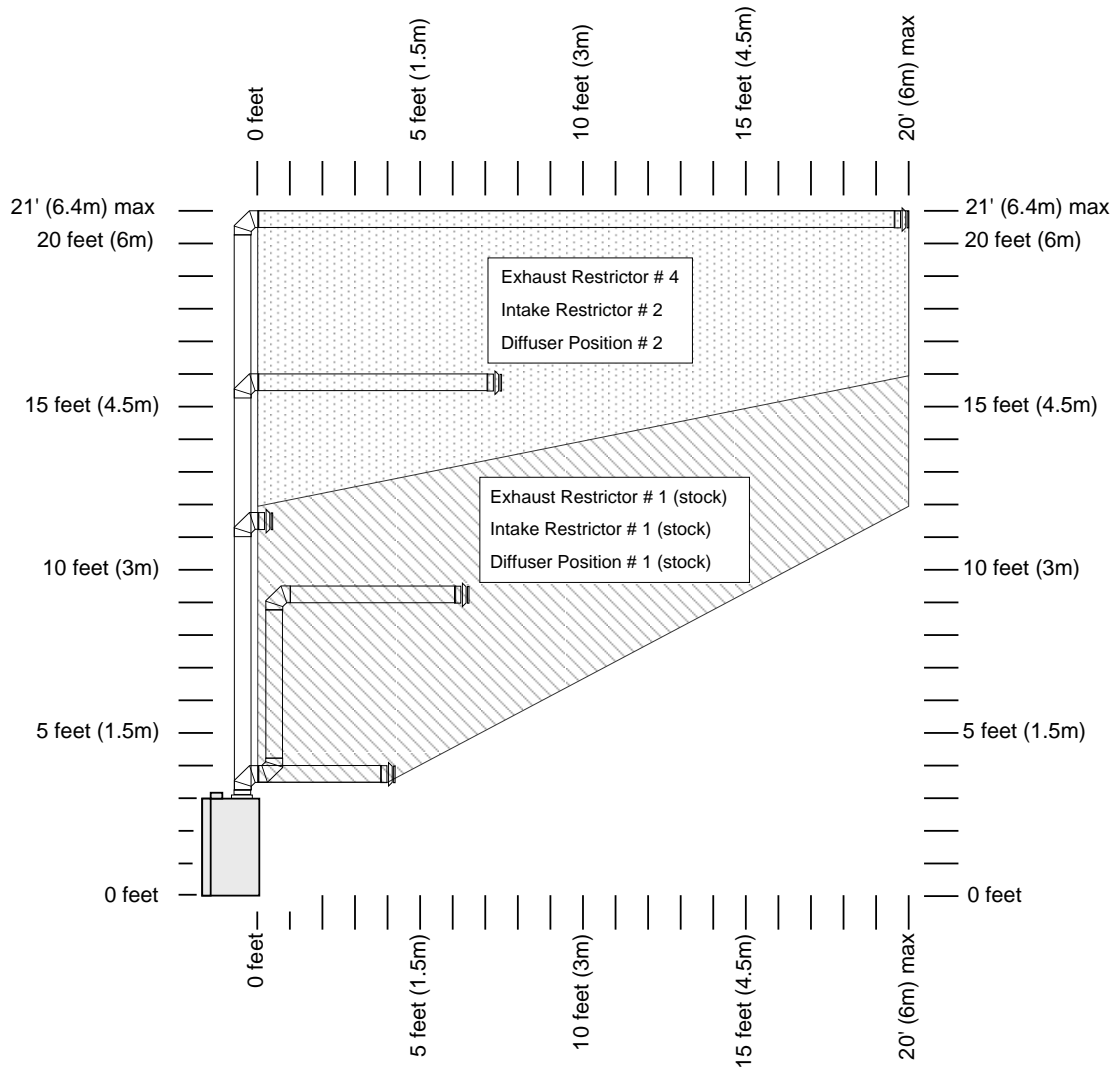 0 feet
5 feet (1.5m)
10 feet (3m)
15 feet (4.5m)
20' (6m) max
21' (6.4m) max
21' (6.4m) max
20 feet (6m)
20 feet (6m)
Exhaust Restrictor # 4
Intake Restrictor # 2
Diffuser Position # 2
15 feet (4.5m)
15 feet (4.5m)
Exhaust Restrictor # 1 (stock)
Intake Restrictor # 1 (stock)
Diffuser Position # 1 (stock)
10 feet (3m)
10 feet (3m)
5 feet (1.5m)
5 feet (1.5m)
0 feet
0 feet
0 feet
5 feet (1.5m)
10 feet (3m)
15 feet (4.5m)
20' (6m) max